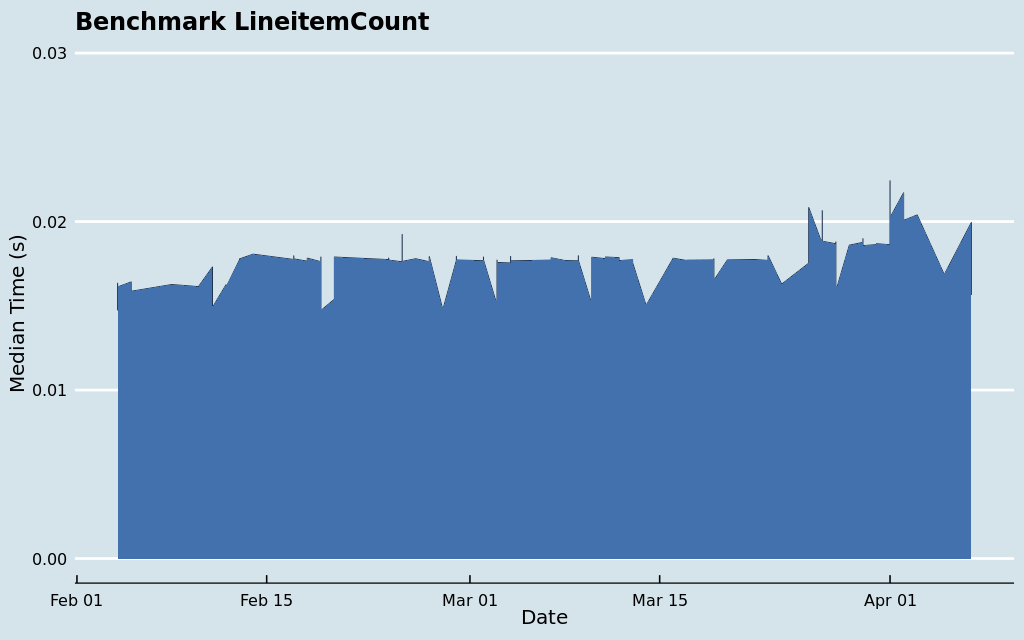 Benchmark LineitemCount
0.03
0.02
0.01
0.00
Median Time (s)
Feb 01 Feb 15 Mar 01 Mar 15 Apr 01
Date